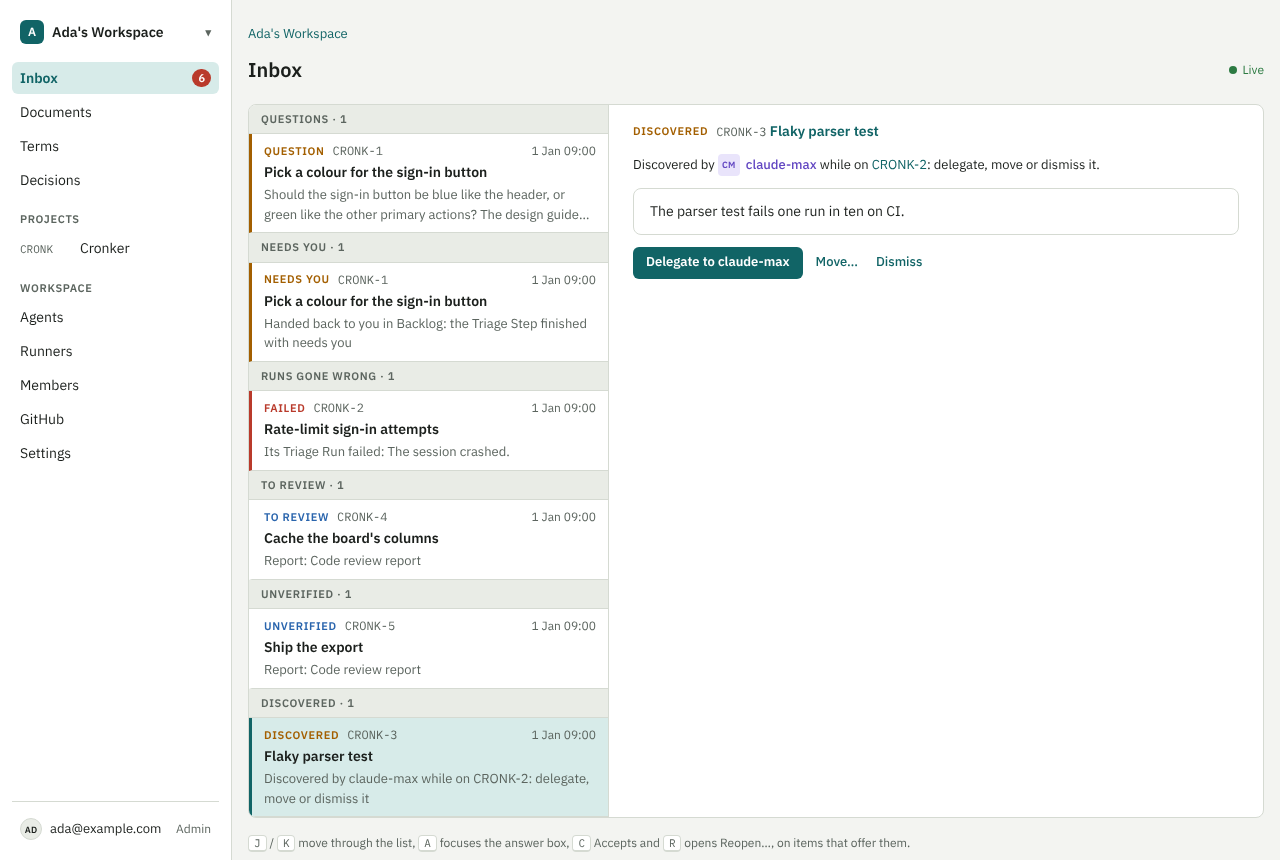 A Ada's Workspace ▾
Inbox 6
Documents
Terms
Decisions
PROJECTS
CRONK Cronker
WORKSPACE
Agents
Runners
Members
GitHub
Settings
AD ada@example.com Admin
Ada's Workspace
Inbox
Live
QUESTIONS · 1
QUESTION CRONK-1 1 Jan 09:00
Pick a colour for the sign-in button
Should the sign-in button be blue like the header, or
green like the other primary actions? The design guide…
NEEDS YOU · 1
NEEDS YOU CRONK-1 1 Jan 09:00
Pick a colour for the sign-in button
Handed back to you in Backlog: the Triage Step finished
with needs you
RUNS GONE WRONG · 1
FAILED CRONK-2 1 Jan 09:00
Rate-limit sign-in attempts
Its Triage Run failed: The session crashed.
TO REVIEW · 1
TO REVIEW CRONK-4 1 Jan 09:00
Cache the board's columns
Report: Code review report
UNVERIFIED · 1
UNVERIFIED CRONK-5 1 Jan 09:00
Ship the export
Report: Code review report
DISCOVERED · 1
DISCOVERED CRONK-3 1 Jan 09:00
Flaky parser test
Discovered by claude-max while on CRONK-2: delegate,
move or dismiss it
DISCOVERED CRONK-3 Flaky parser test
Discovered by CM claude-max while on CRONK-2: delegate, move or dismiss it.
The parser test fails one run in ten on CI.
Delegate to claude-max Move… Dismiss
J / K move through the list, A focuses the answer box, C Accepts and R opens Reopen…, on items that offer them.